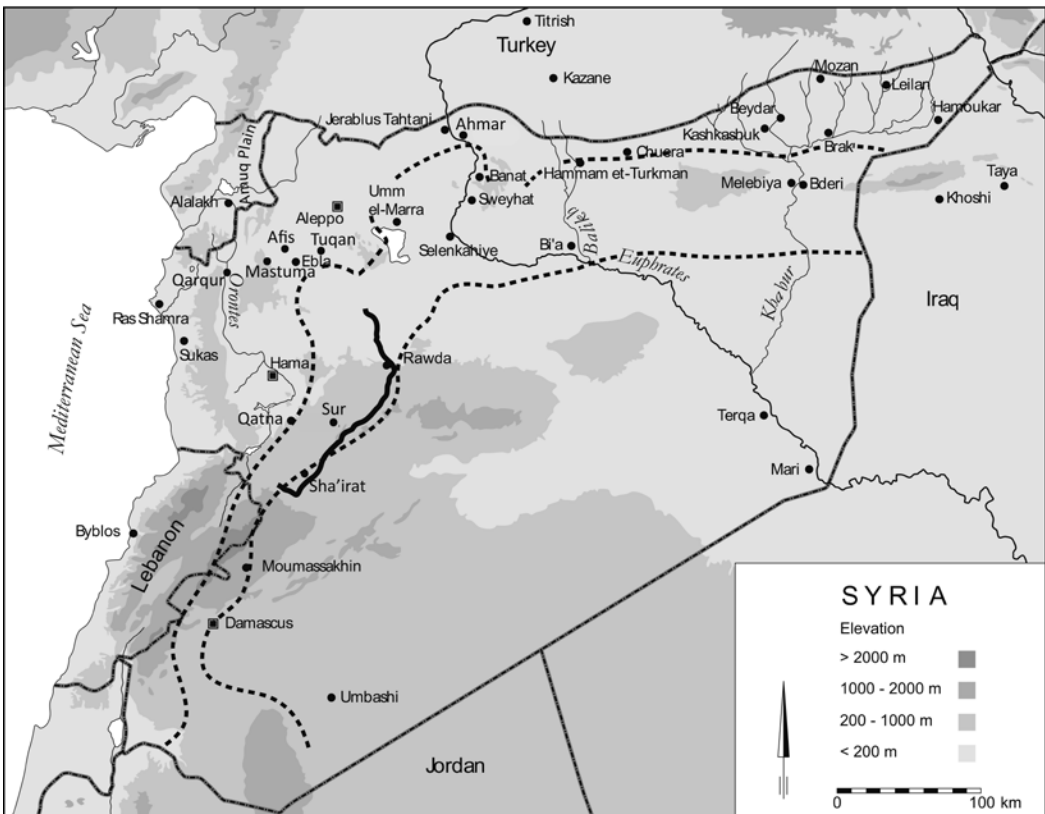 Titrish
Turkey
Kazane
Mozan
Leilan
Beydar
Hamoukar
Jerablus Tahtani
Ahmar
Kashkashuk
Brak
Amuq Plain
Chuera
Hammam et-Turkman
Banat
Melebiya
Bderi
Taya
Alalakh
Umm
el-Marra
Sweyhat
Khoshi
Aleppo
Afis
Tuqan
Selenkahiye
Bi'a
Balikh
Mastuma
Ebla
Euphrates
Qarqur
Orontes
Kha'bur
Iraq
Ras Shamra
Mediterranean Sea
Sukas
Hama
Rawda
Qatna
Sur
Terqa
Sha'irat
Mari
Byblos
Lebanon
Moumassakhin
Damascus
Umbashi
Jordan
SYRIA
Elevation
> 2000 m
1000 - 2000 m
200 - 1000 m
< 200 m
0 100 km